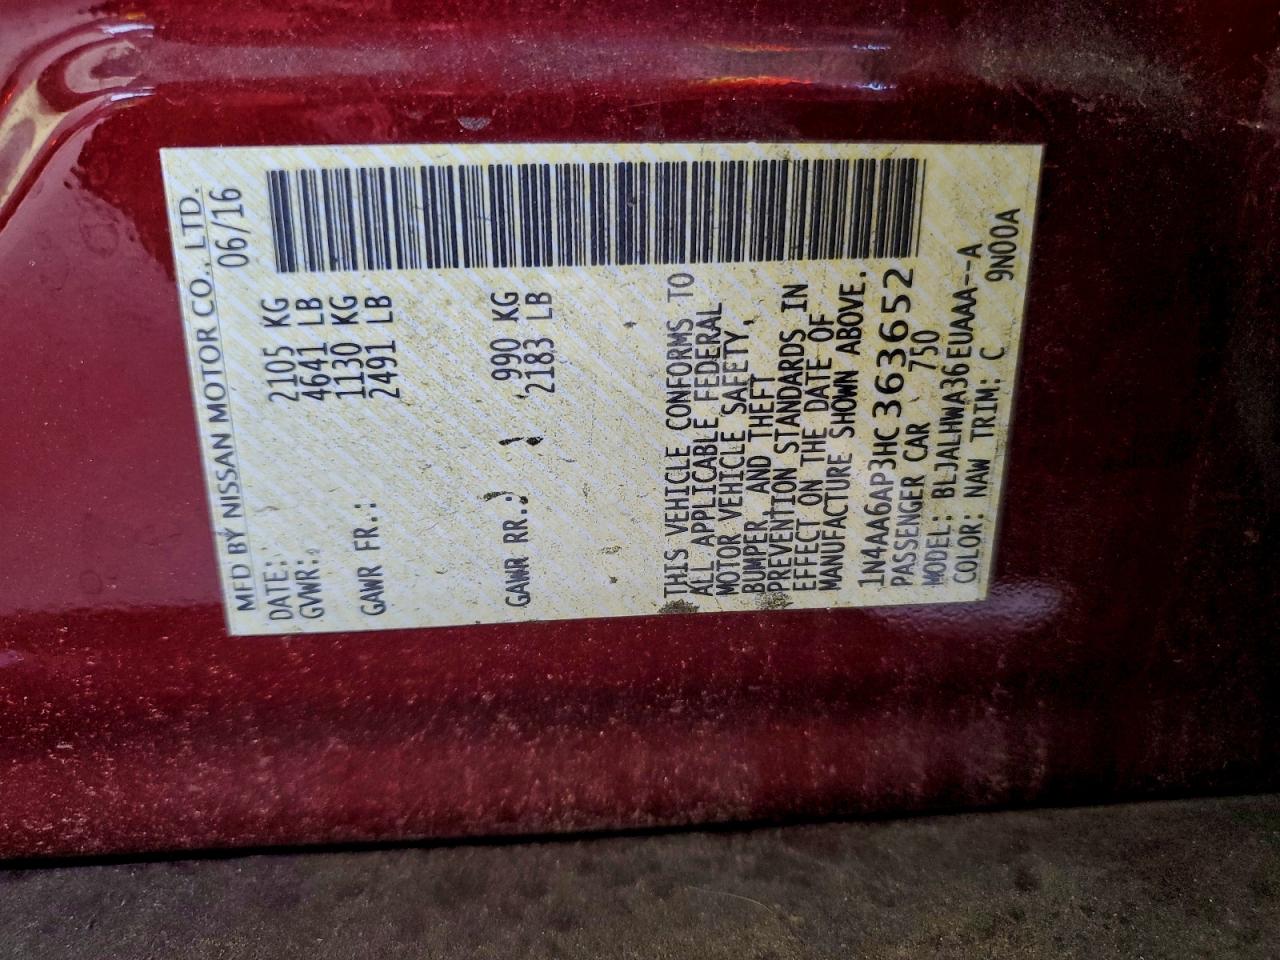 MFD BY NISSAN MOTOR CO., LTD.
DATE: 06/16
GVWR: 2105 KG
4641 LB
GAWR FR.: 1130 KG
2491 LB
GAWR RR.: 990 KG
2183 LB
THIS VEHICLE CONFORMS TO
ALL APPLICABLE FEDERAL
MOTOR VEHICLE SAFETY,
BUMPER, AND THEFT
PREVENTION STANDARDS IN
EFFECT ON THE DATE OF
MANUFACTURE SHOWN ABOVE.
1N4AA6AP3HC363652
PASSENGER CAR 750
MODEL: BLJALHWA36EUAAA--A
COLOR: NAW TRIM: C 9N00A